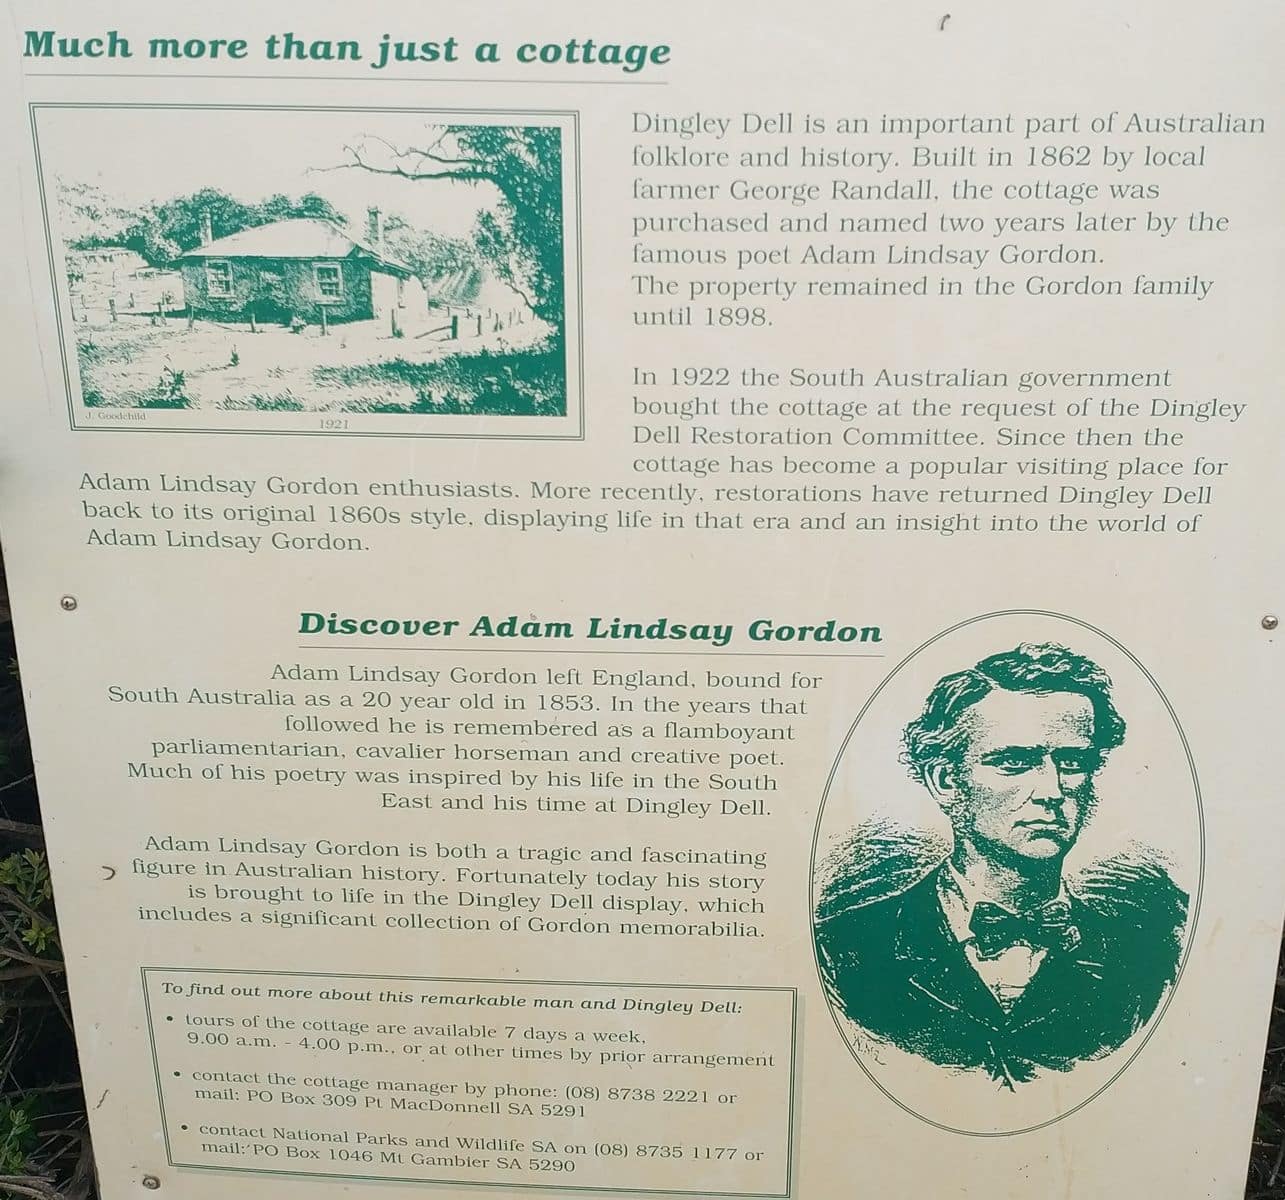 Much more than just a cottage
Dingley Dell is an important part of Australian
folklore and history. Built in 1862 by local
farmer George Randall, the cottage was
purchased and named two years later by the
famous poet Adam Lindsay Gordon.
The property remained in the Gordon family
until 1898.
J. Goodchild
1921
In 1922 the South Australian government
bought the cottage at the request of the Dingley
Dell Restoration Committee. Since then the
cottage has become a popular visiting place for
Adam Lindsay Gordon enthusiasts. More recently, restorations have returned Dingley Dell
back to its original 1860s style, displaying life in that era and an insight into the world of
Adam Lindsay Gordon.
Discover Adam Lindsay Gordon
Adam Lindsay Gordon left England, bound for
South Australia as a 20 year old in 1853. In the years that
followed he is remembered as a flamboyant
parliamentarian, cavalier horseman and creative poet.
Much of his poetry was inspired by his life in the South
East and his time at Dingley Dell.
Adam Lindsay Gordon is both a tragic and fascinating
figure in Australian history. Fortunately today his story
is brought to life in the Dingley Dell display, which
includes a significant collection of Gordon memorabilia.
To find out more about this remarkable man and Dingley Dell:
• tours of the cottage are available 7 days a week,
9.00 a.m. - 4.00 p.m., or at other times by prior arrangement
• contact the cottage manager by phone: (08) 8738 2221 or
mail: PO Box 309 Pt MacDonnell SA 5291
• contact National Parks and Wildlife SA on (08) 8735 1177 or
mail: PO Box 1046 Mt Gambier SA 5290